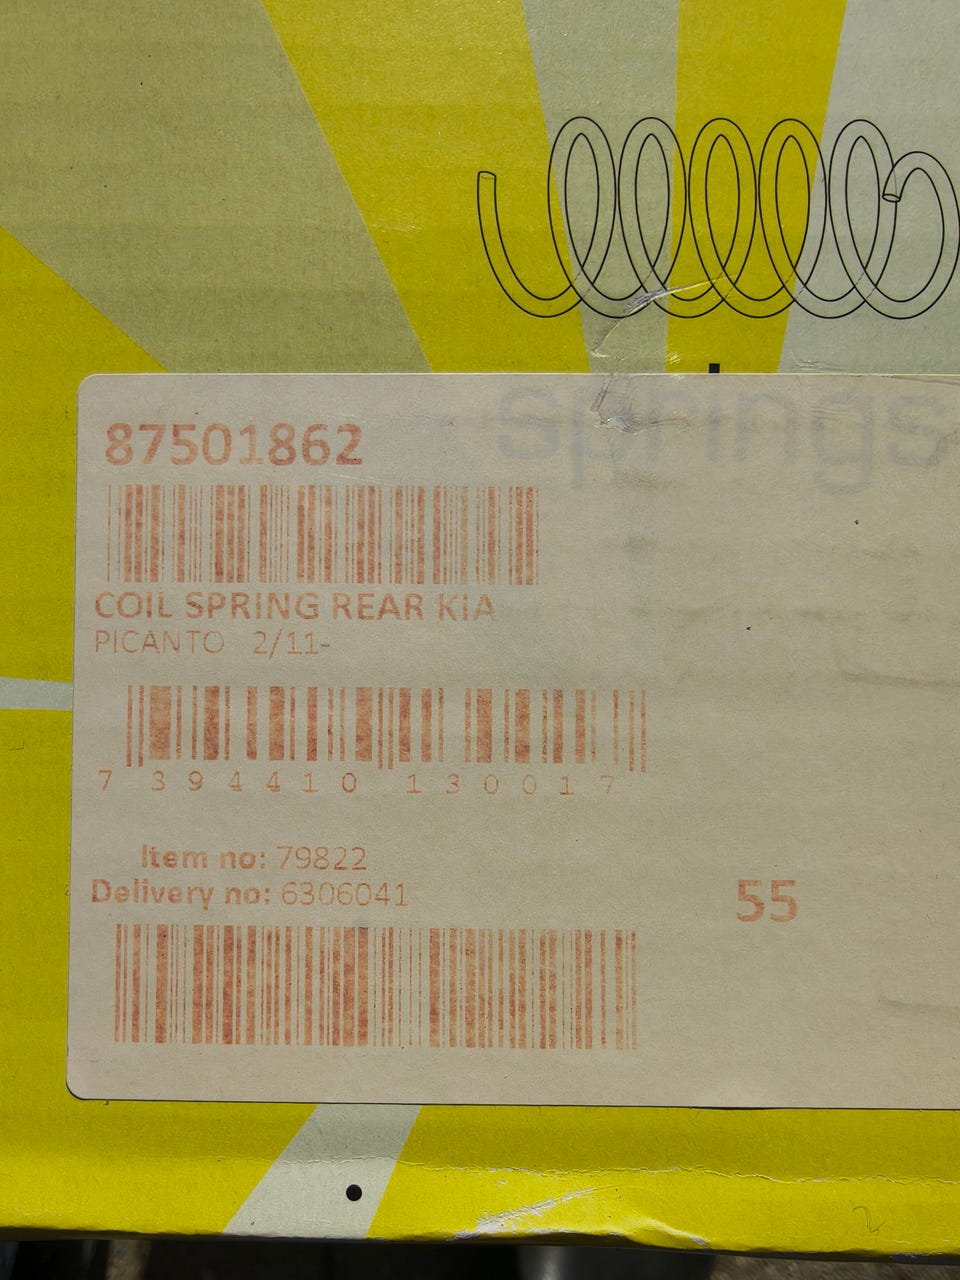 springs
87501862
COIL SPRING REAR KIA
PICANTO 2/11-
7 394410 130017
Item no: 79822
Delivery no: 6306041
55